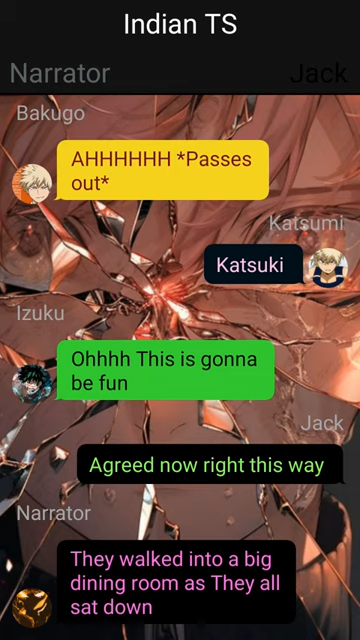 Indian TS
Narrator
Jack
Bakugo
AHHHHHH *Passes
out*
Katsumi
Katsuki
Izuku
Ohhhh This is gonna
be fun
Jack
Agreed now right this way
Narrator
They walked into a big
dining room as They all
sat down